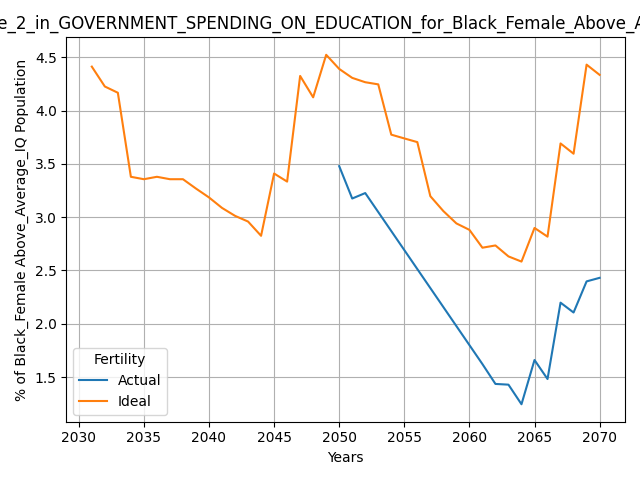 e_2_in_GOVERNMENT_SPENDING_ON_EDUCATION_for_Black_Female_Above_A
% of Black_Female Above_Average_IQ Population
4.5
4.0
3.5
3.0
2.5
2.0
1.5
Fertility
Actual
Ideal
2030 2035 2040 2045 2050 2055 2060 2065 2070
Years